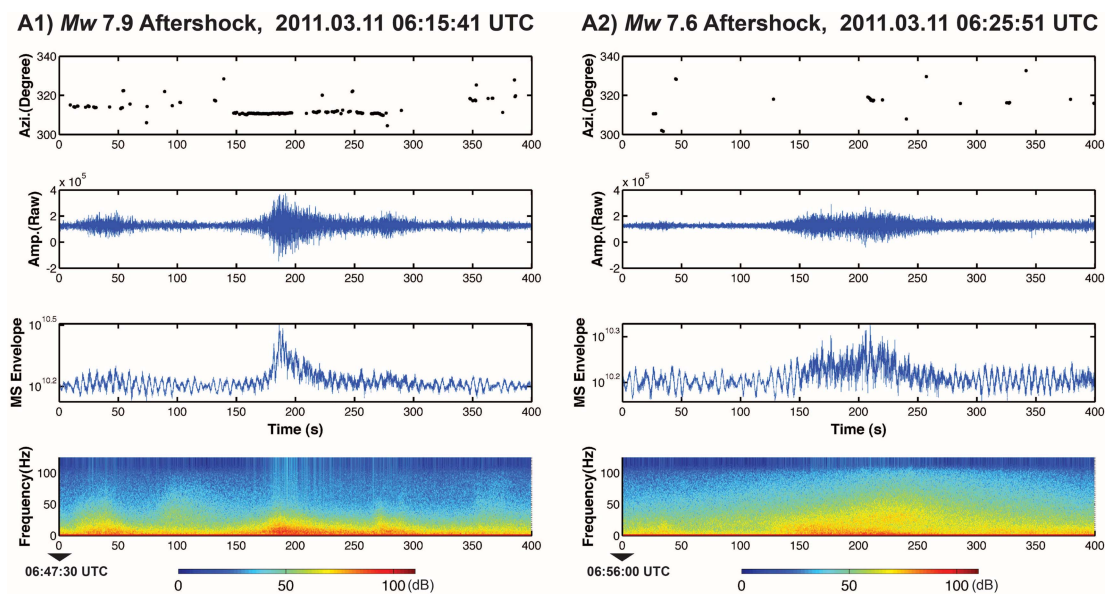 A1) Mw 7.9 Aftershock, 2011.03.11 06:15:41 UTC
Azi.(Degree)
340
320
300
0 50 100 150 200 250 300 350 400
x 10^5
Amp.(Raw)
4
2
0
-2
0 50 100 150 200 250 300 350 400
MS Envelope
10^10.5
10^10.2
0 50 100 150 200 250 300 350 400
Time (s)
Frequency(Hz)
100
50
0
0 50 100 150 200 250 300 350 400
06:47:30 UTC
0 50 100 (dB)
A2) Mw 7.6 Aftershock, 2011.03.11 06:25:51 UTC
Azi.(Degree)
340
320
300
0 50 100 150 200 250 300 350 400
x 10^5
Amp.(Raw)
4
2
0
-2
0 50 100 150 200 250 300 350 400
MS Envelope
10^10.3
10^10.2
0 50 100 150 200 250 300 350 400
Time (s)
Frequency(Hz)
100
50
0
0 50 100 150 200 250 300 350 400
06:56:00 UTC
0 50 100 (dB)